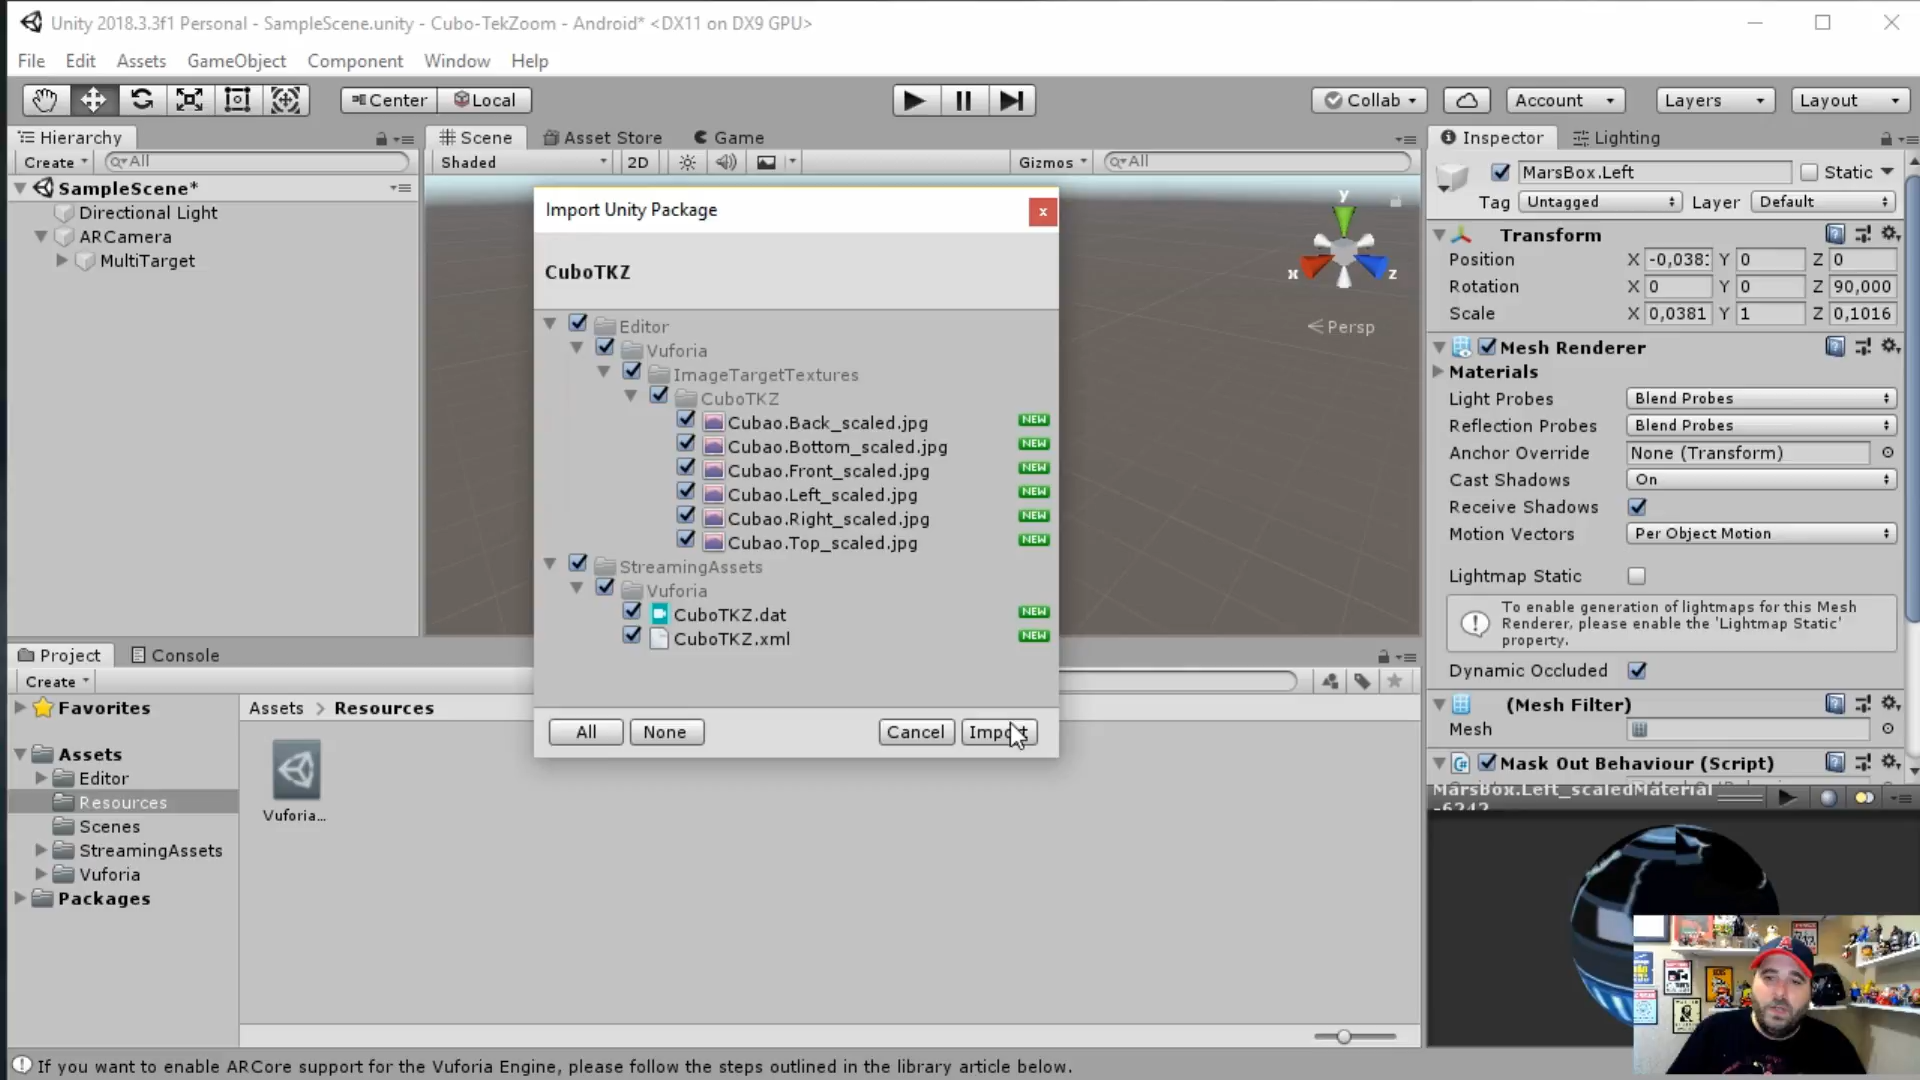 Unity 2018.3.3f1 Personal - SampleScene.unity - Cubo-TekZoom - Android* <DX11 on DX9 GPU>
File Edit Assets GameObject Component Window Help
Center Local Collab Account Layers Layout
Hierarchy Scene Asset Store Game Inspector Lighting
Create All Shaded 2D Gizmos All
SampleScene*
Directional Light
ARCamera
MultiTarget
y
x z
Persp
Import Unity Package
x
CuboTKZ
Editor
Vuforia
ImageTargetTextures
CuboTKZ
Cubao.Back_scaled.jpg NEW
Cubao.Bottom_scaled.jpg NEW
Cubao.Front_scaled.jpg NEW
Cubao.Left_scaled.jpg NEW
Cubao.Right_scaled.jpg NEW
Cubao.Top_scaled.jpg NEW
StreamingAssets
Vuforia
CuboTKZ.dat NEW
CuboTKZ.xml NEW
All None Cancel Import
MarsBox.Left Static
Tag Untagged Layer Default
Transform
Position X -0,0381 Y 0 Z 0
Rotation X 0 Y 0 Z 90,000
Scale X 0,0381 Y 1 Z 0,1016
Mesh Renderer
Materials
Light Probes Blend Probes
Reflection Probes Blend Probes
Anchor Override None (Transform)
Cast Shadows On
Receive Shadows
Motion Vectors Per Object Motion
Lightmap Static
To enable generation of lightmaps for this Mesh
Renderer, please enable the 'Lightmap Static'
property.
Dynamic Occluded
(Mesh Filter)
Mesh
Mask Out Behaviour (Script)
MarsBox.Left_scaledMaterial
-6242
Project Console
Create
Favorites
Assets
Editor
Resources
Scenes
StreamingAssets
Vuforia
Packages
Assets > Resources
Vuforia...
If you want to enable ARCore support for the Vuforia Engine, please follow the steps outlined in the library article below.